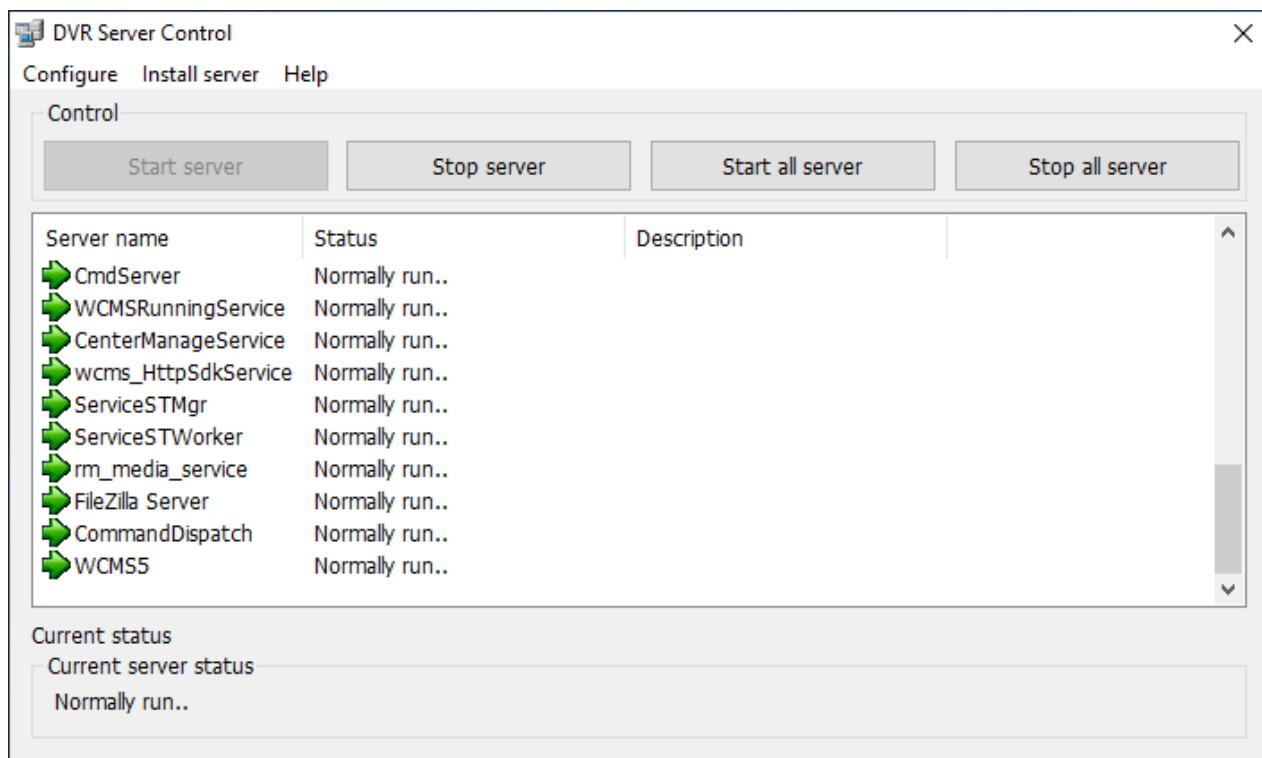 DVR Server Control
Configure Install server Help
Control
Start server Stop server Start all server Stop all server
Server name Status Description
CmdServer Normally run..
WCMSRunningService Normally run..
CenterManageService Normally run..
wcms_HttpSdkService Normally run..
ServiceSTMgr Normally run..
ServiceSTWorker Normally run..
rm_media_service Normally run..
FileZilla Server Normally run..
CommandDispatch Normally run..
WCMS5 Normally run..
Current status
Current server status
Normally run..